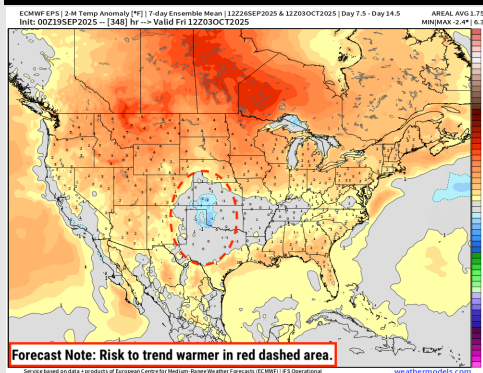 ECMWF EPS | 2-M Temp Anomaly [°F] | 7-day Ensemble Mean | 12Z26SEP2025 & 12Z03OCT2025 | Day 7.5 - Day 14.5
AREAL AVG 1.75
Init: 00Z19SEP2025 -- [348] hr --> Valid Fri 12Z03OCT2025
MIN|MAX -2.4° | 6.
Forecast Note: Risk to trend warmer in red dashed area.
Service based on data + products of European Centre for Medium-Range Weather Forecasts (ECMWF) | IFS Operational
weathermodels.com